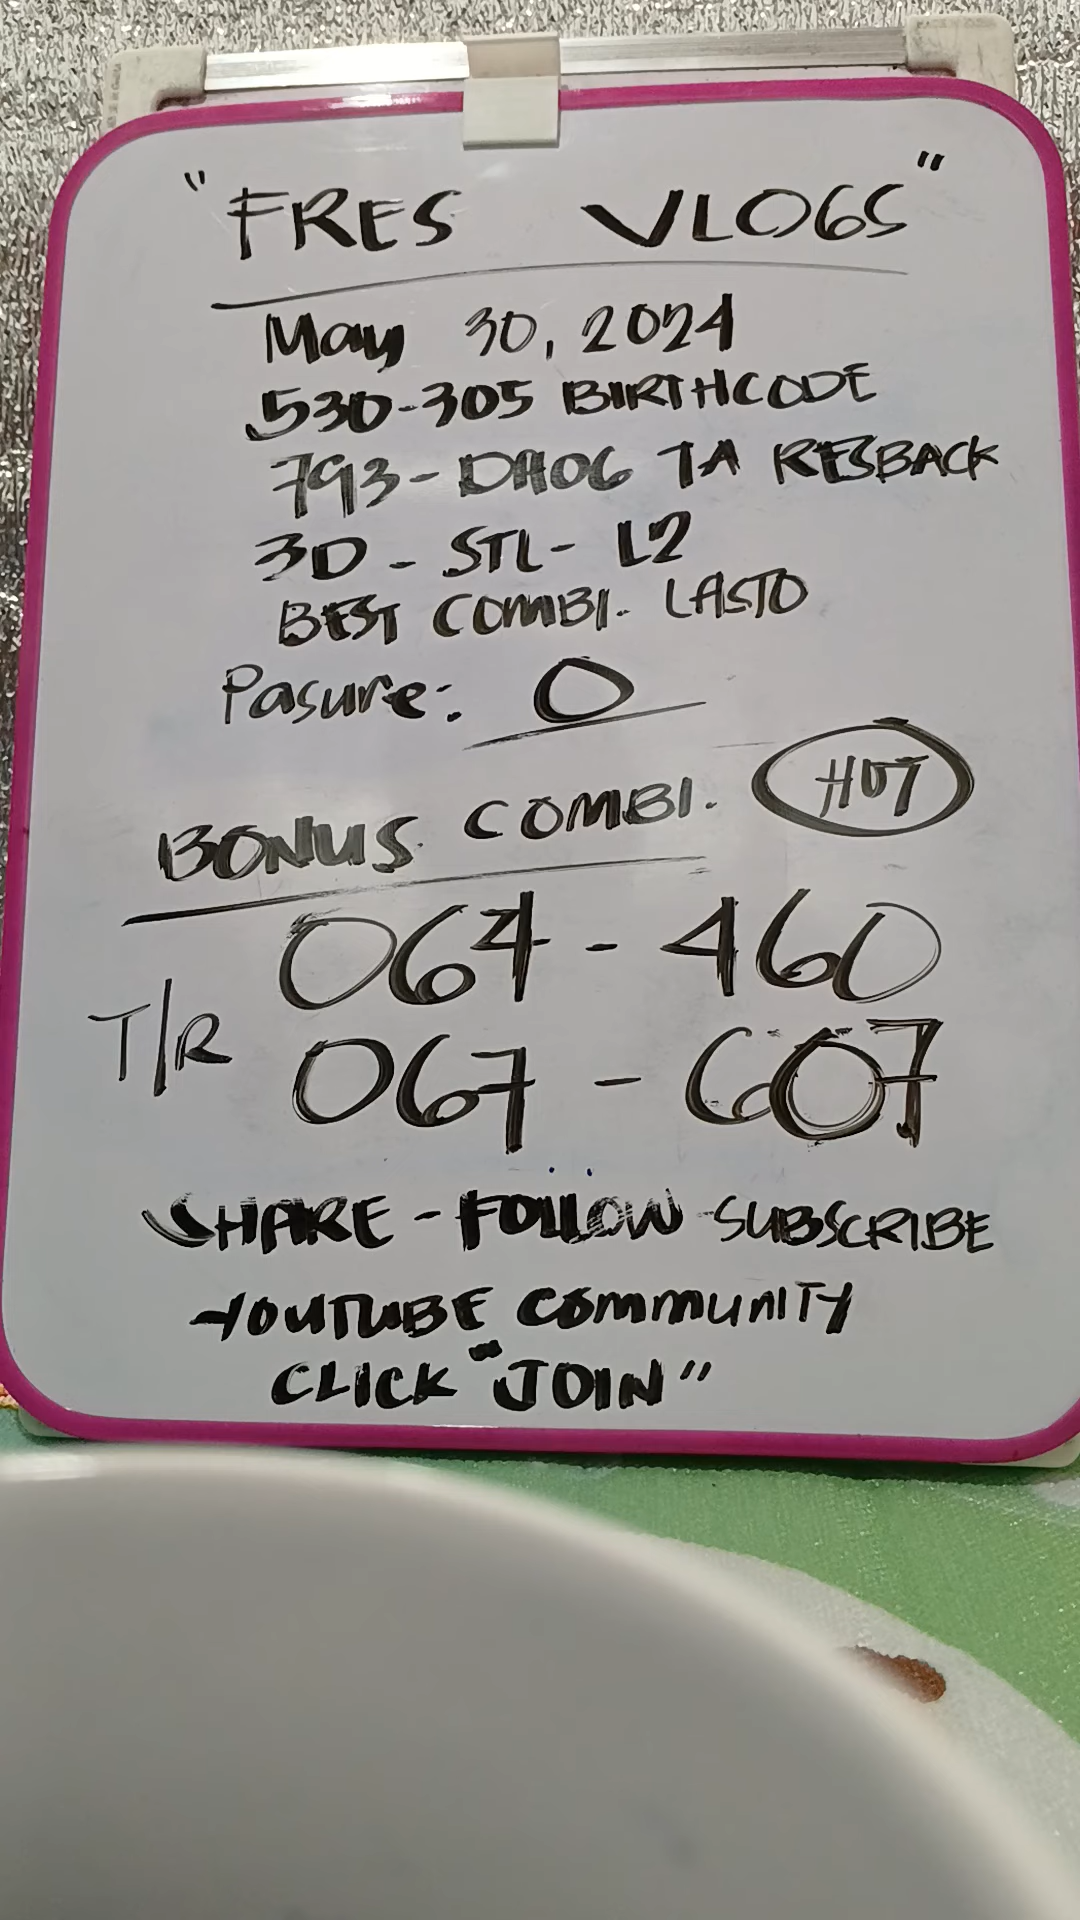 "FRES VLOGS"
May 30, 2024
530-305 BIRTHCODE
793- DHOG TA RESBACK
3D - STL - L2
BEST COMBI. LASTO
Pasure: 0
BONUS COMBI. HOT
064 - 460
T/R
067 - 607
SHARE - FOLLOW - SUBSCRIBE
-YOUTUBE COMMUNITY
CLICK "JOIN"